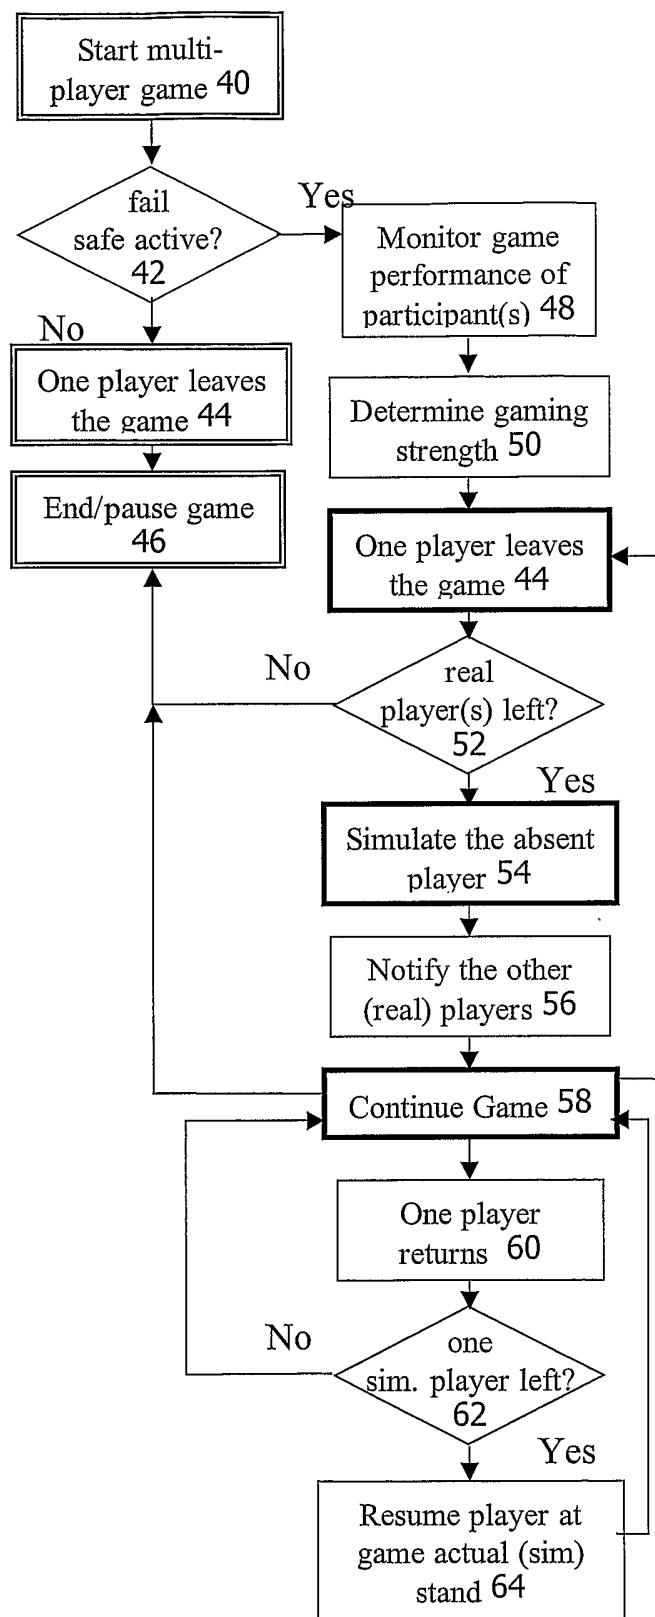 Start multi-
player game 40
fail
safe active?
42
Yes
Monitor game
performance of
participant(s) 48
No
One player leaves
the game 44
Determine gaming
strength 50
End/pause game
46
One player leaves
the game 44
No
real
player(s) left?
52
Yes
Simulate the absent
player 54
Notify the other
(real) players 56
Continue Game 58
One player
returns 60
No
one
sim. player left?
62
Yes
Resume player at
game actual (sim)
stand 64